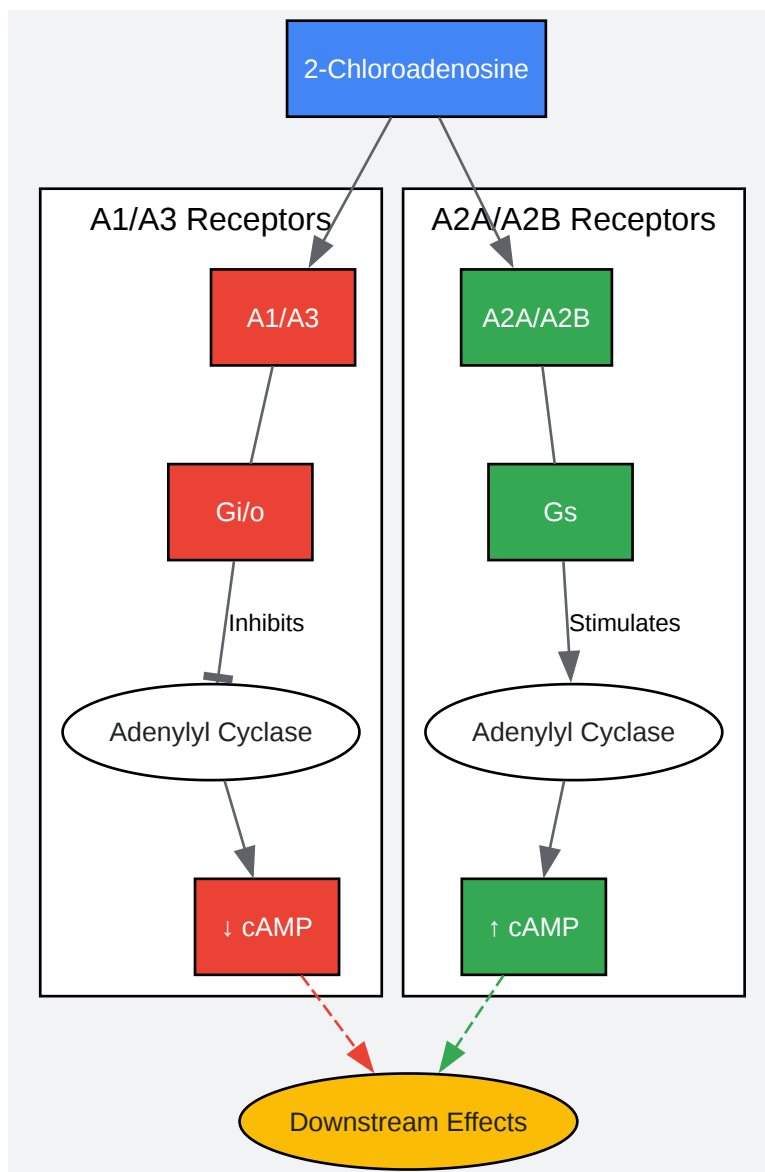 2-Chloroadenosine
A1/A3 Receptors
A2A/A2B Receptors
A1/A3
A2A/A2B
Gi/o
Gs
Inhibits
Stimulates
Adenylyl Cyclase
Adenylyl Cyclase
↓ cAMP
↑ cAMP
Downstream Effects